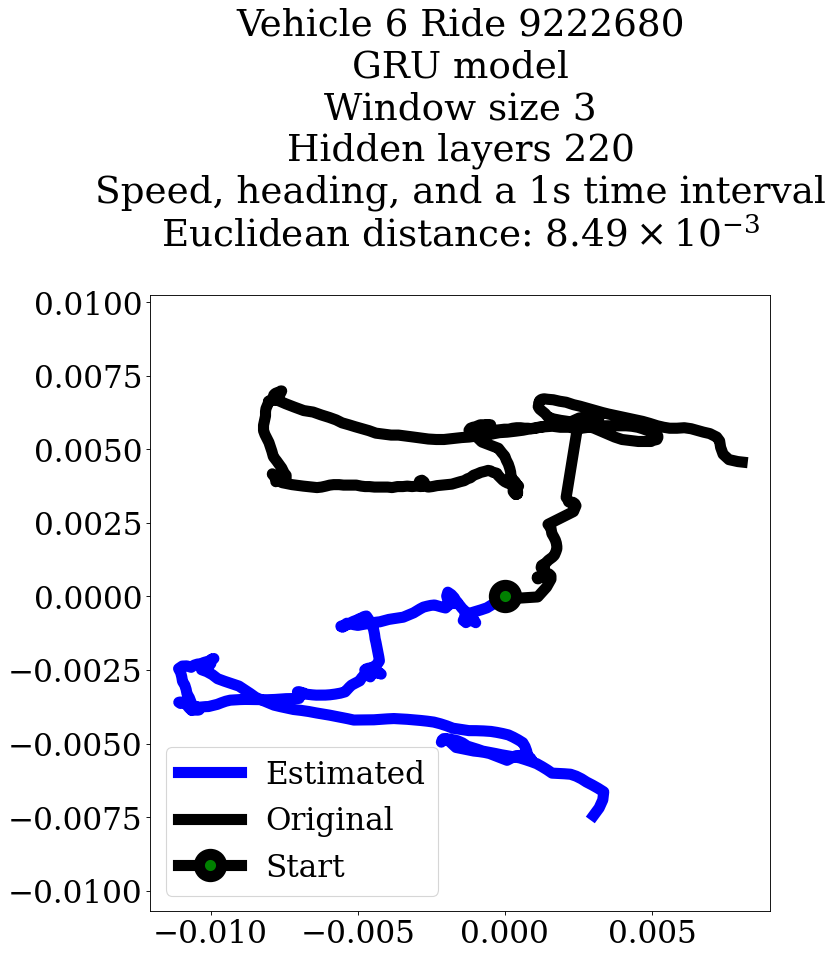 Vehicle 6 Ride 9222680
GRU model
Window size 3
Hidden layers 220
Speed, heading, and a 1s time interval
Euclidean distance: 8.49 × 10⁻³
0.0100
0.0075
0.0050
0.0025
0.0000
−0.0025
−0.0050
−0.0075
−0.0100
Estimated
Original
Start
−0.010 −0.005 0.000 0.005